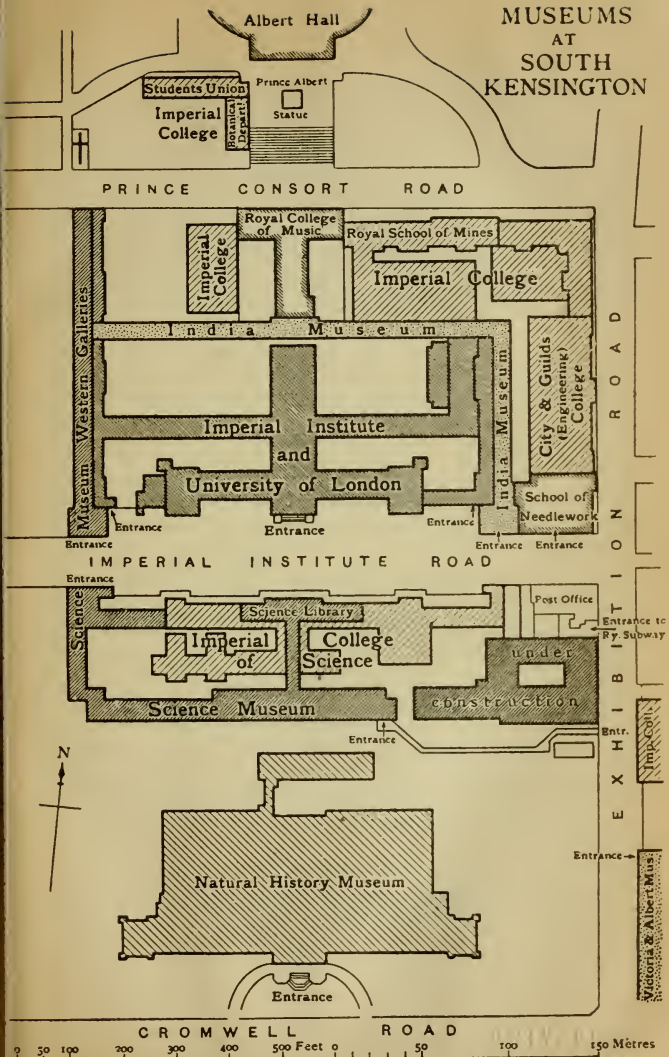 Albert Hall
MUSEUMS
AT
SOUTH
KENSINGTON
Students Union
Imperial
College
Botanical
Depart!
Prince Albert
Statue
PRINCE CONSORT ROAD
Royal College
of Music
Royal School of Mines
Imperial
College
Imperial College
India Museum
Museum Western Galleries
India Museum
City & Guilds
(Engineering)
College
Imperial Institute
and
University of London
School of
Needlework
Entrance
Entrance
Entrance
Entrance
Entrance
Entrance
IMPERIAL INSTITUTE ROAD
EXHIBITION ROAD
Entrance
Science
Science Library
Imperial College
of Science
Post Office
Entrance to
Ry. Subway
under
construction
Science Museum
Entrance
Entr.
Imp. Coll.
N
Natural History Museum
Entrance
Victoria & Albert Mus.
Entrance
CROMWELL ROAD
0 50 100 200 300 500 Feet 0 50 100 150 Mètres